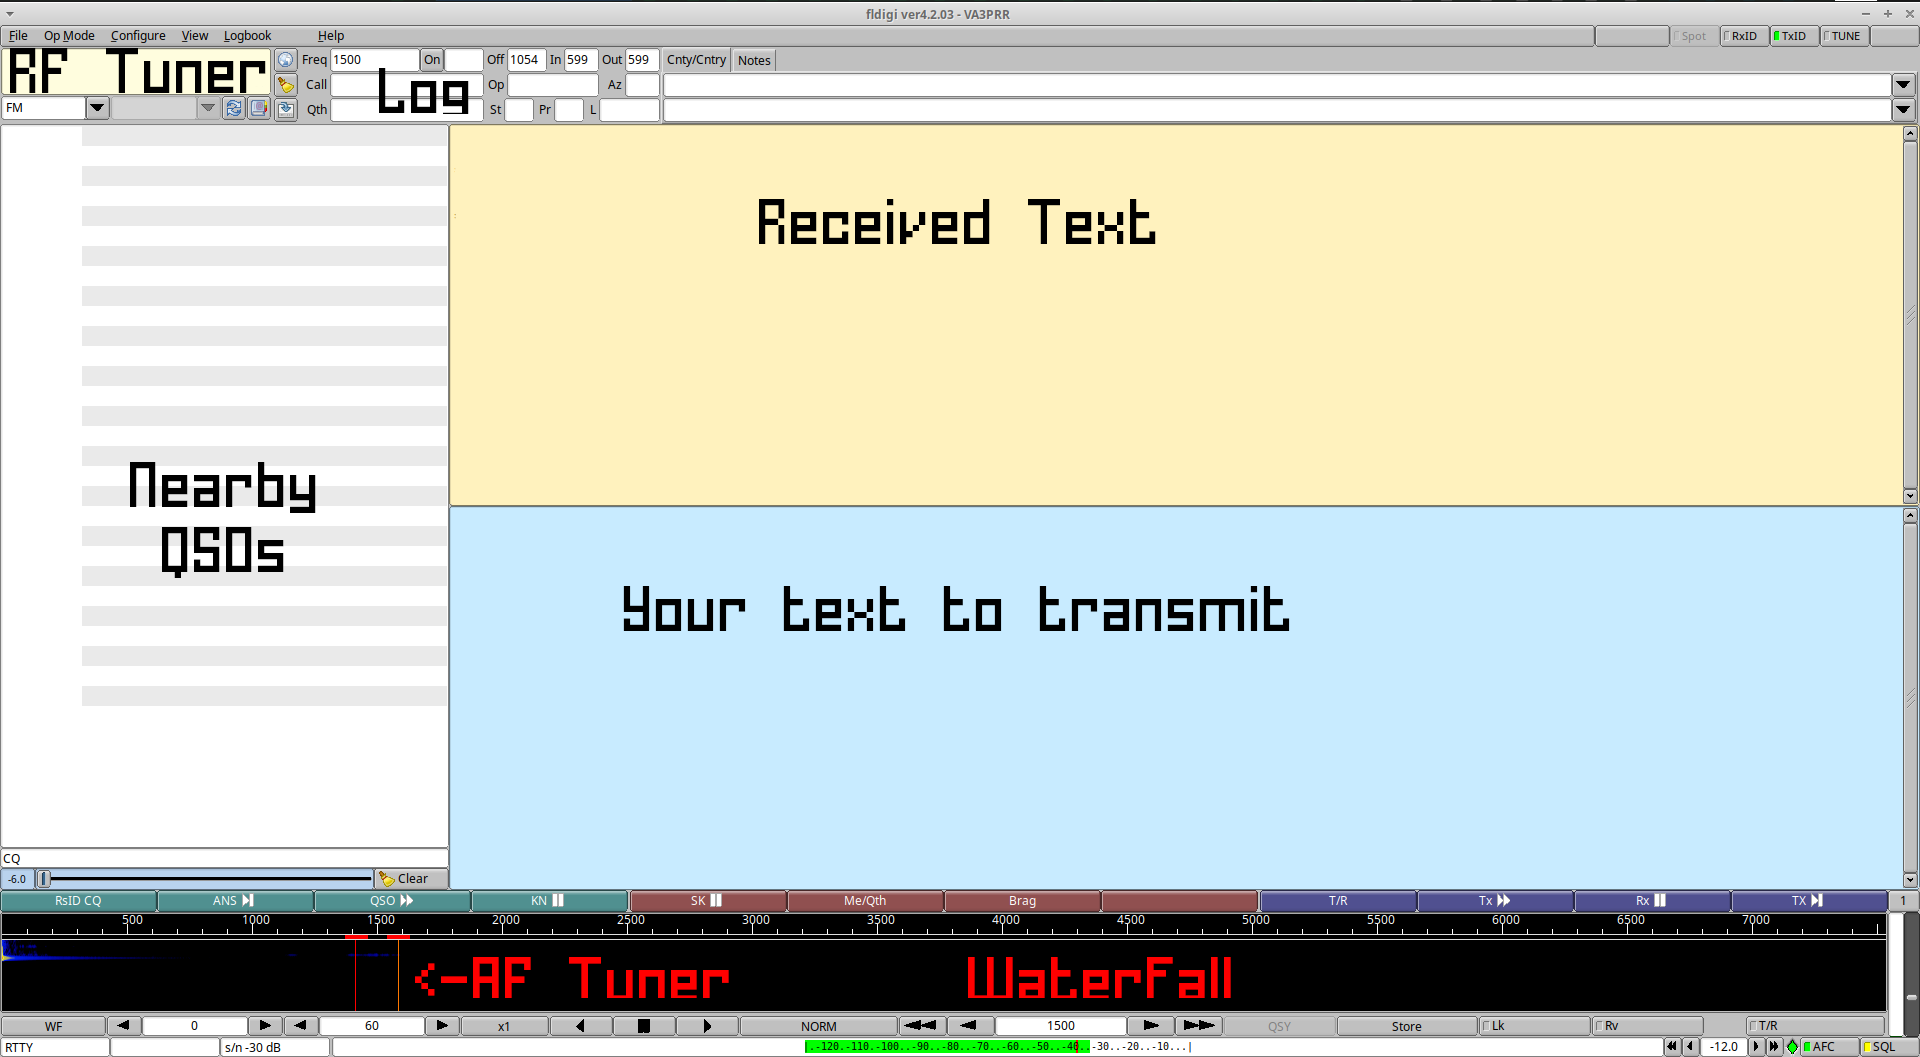 fldigi ver4.2.03 - VA3PRR
File Op Mode Configure View Logbook Help Spot RxID TxID TUNE
RF Tuner
Freq 1500 On Off 1054 In 599 Out 599 Cnty/Cntry Notes
Call Op Az
Log
FM Qth St Pr L
Received Text
Nearby
QSOs
Your text to transmit
CQ
-6.0 Clear
RsID CQ ANS QSO KN SK Me/Qth Brag T/R Tx Rx TX 1
500 1000 1500 2000 2500 3000 3500 4000 4500 5000 5500 6000 6500 7000
<-AF Tuner WaterFall
WF 0 60 x1 NORM 1500 QSY Store Lk Rv T/R
RTTY s/n -30 dB .-120.-110.-100..-90..-80..-70..-60..-50..-40..-30..-20..-10...| -12.0 AFC SQL